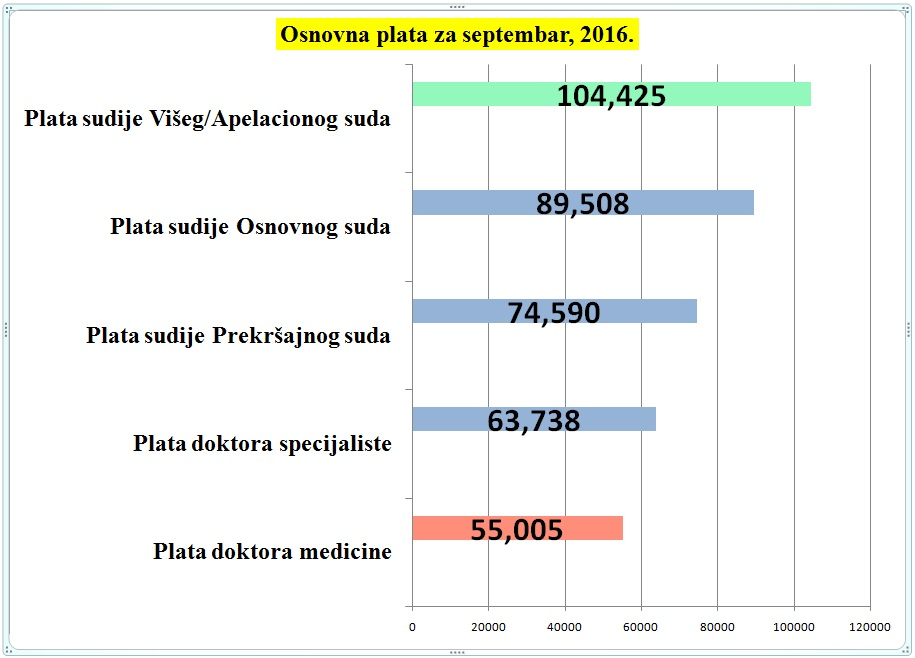 Osnovna plata za septembar, 2016.
Plata sudije Višeg/Apelacionog suda
104,425
Plata sudije Osnovnog suda
89,508
Plata sudije Prekršajnog suda
74,590
Plata doktora specijaliste
63,738
Plata doktora medicine
55,005
0 20000 40000 60000 80000 100000 120000